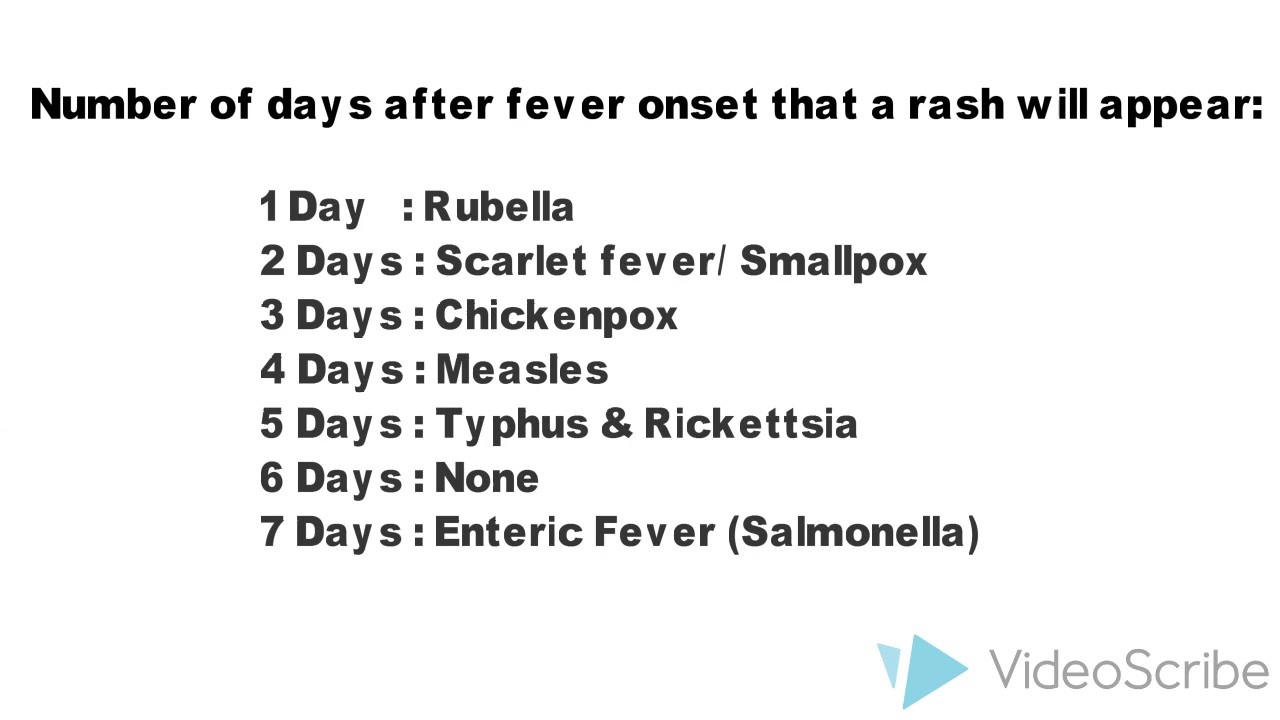 Number of days after fever onset that a rash will appear:
1 Day : Rubella
2 Days : Scarlet fever/ Smallpox
3 Days : Chickenpox
4 Days : Measles
5 Days : Typhus & Rickettsia
6 Days : None
7 Days : Enteric Fever (Salmonella)
VideoScribe